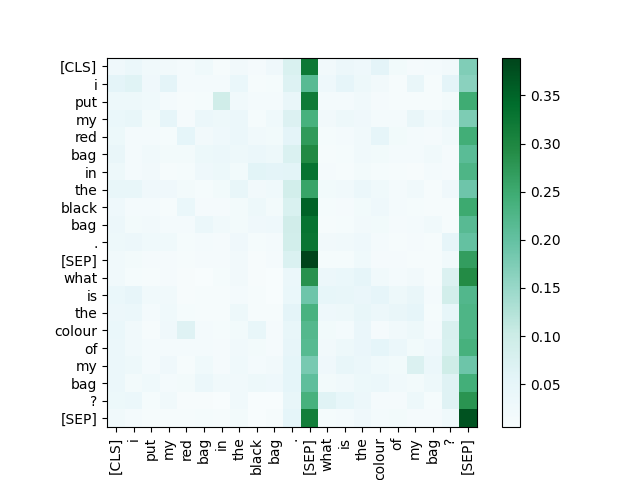 [CLS]
i
put
my
red
bag
in
the
black
bag
.
[SEP]
what
is
the
colour
of
my
bag
?
[SEP]
[CLS] i put my red bag in the black bag . [SEP] what is the colour of my bag ? [SEP]
0.35
0.30
0.25
0.20
0.15
0.10
0.05